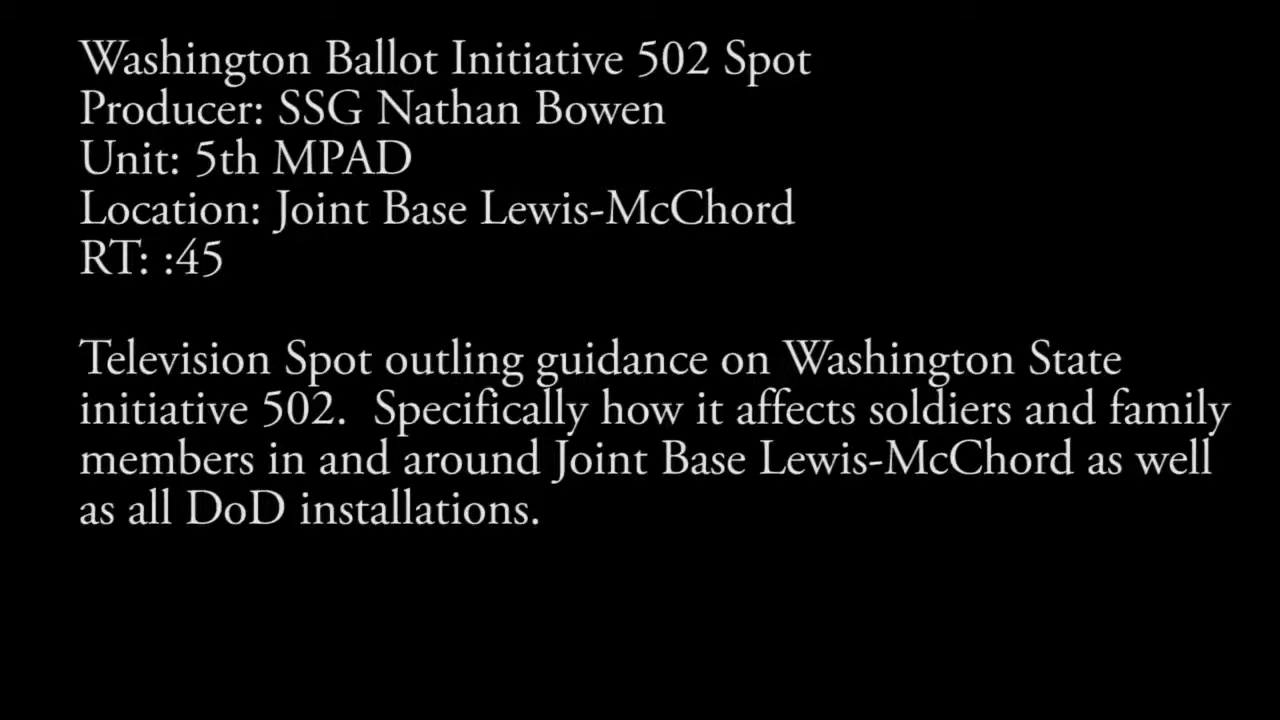 Washington Ballot Initiative 502 Spot
Producer: SSG Nathan Bowen
Unit: 5th MPAD
Location: Joint Base Lewis-McChord
RT: :45
Television Spot outling guidance on Washington State
initiative 502.  Specifically how it affects soldiers and family
members in and around Joint Base Lewis-McChord as well
as all DoD installations.